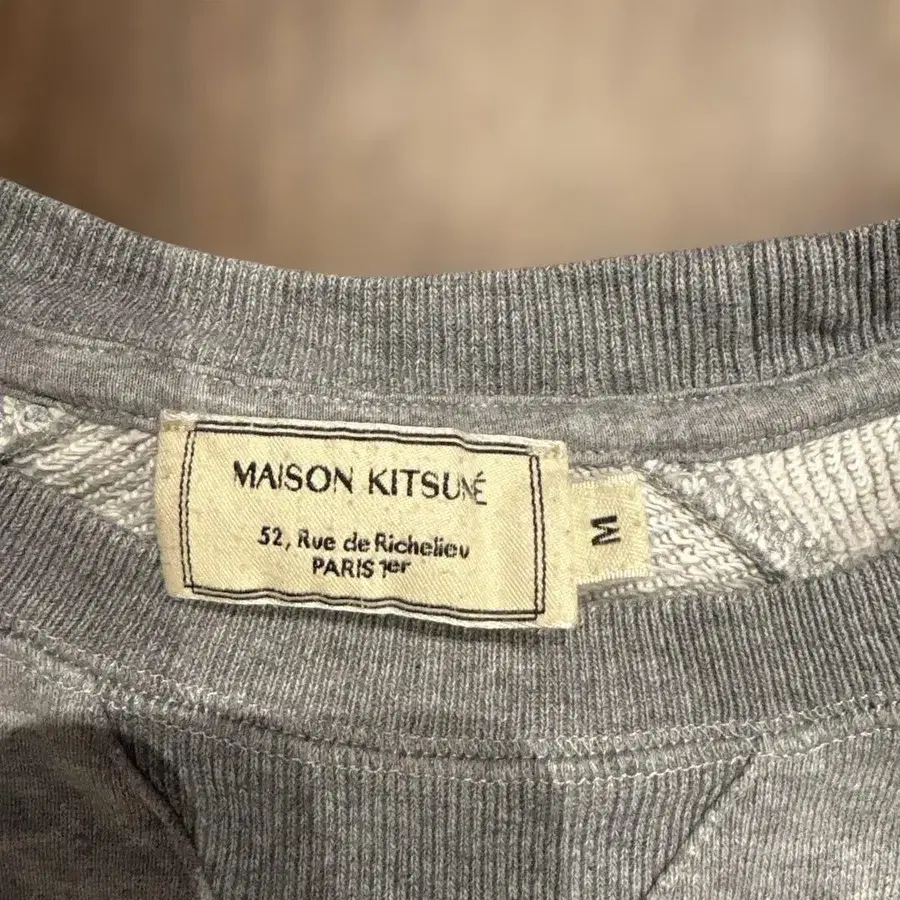 MAISON KITSUNÉ
52, Rue de Richelieu
PARIS 1er
M